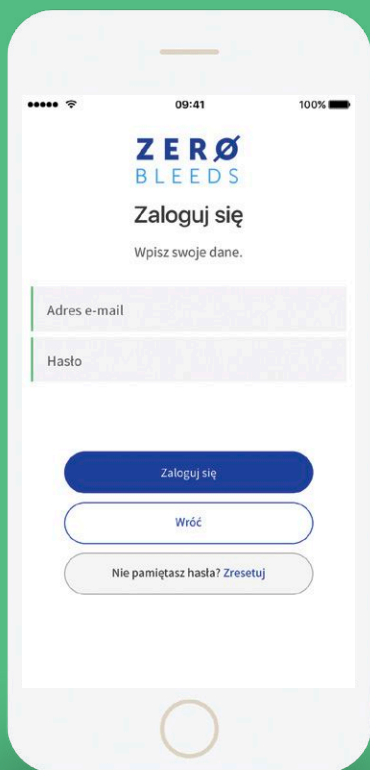 09:41
100%
ZERØ
BLEEDS
Zaloguj się
Wpisz swoje dane.
Adres e-mail
Hasło
Zaloguj się
Wróć
Nie pamiętasz hasła? Zresetuj